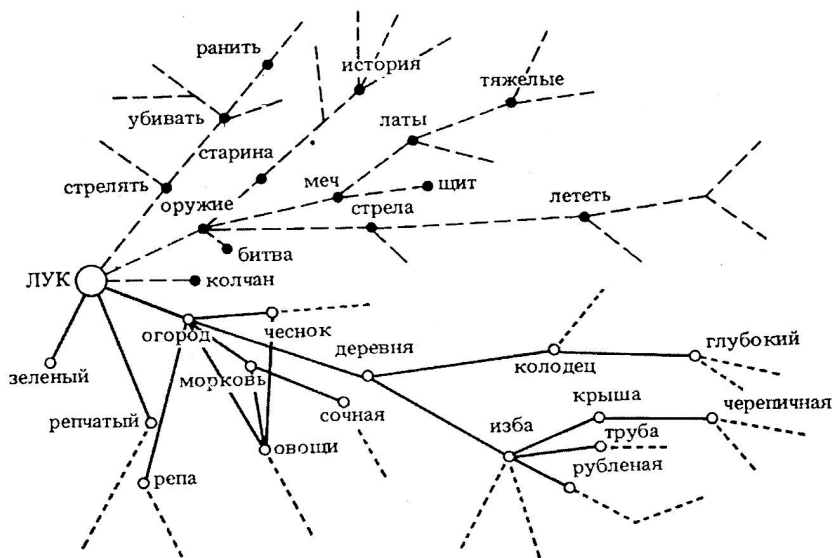 ранить
история
тяжелые
убивать
латы
старина
стрелять
меч
щит
оружие
стрела
лететь
битва
ЛУК
колчан
чеснок
огород
деревня
колодец
глубокий
зеленый
морковь
крыша
сочная
черепичная
репчатый
изба
труба
овощи
рубленая
репа